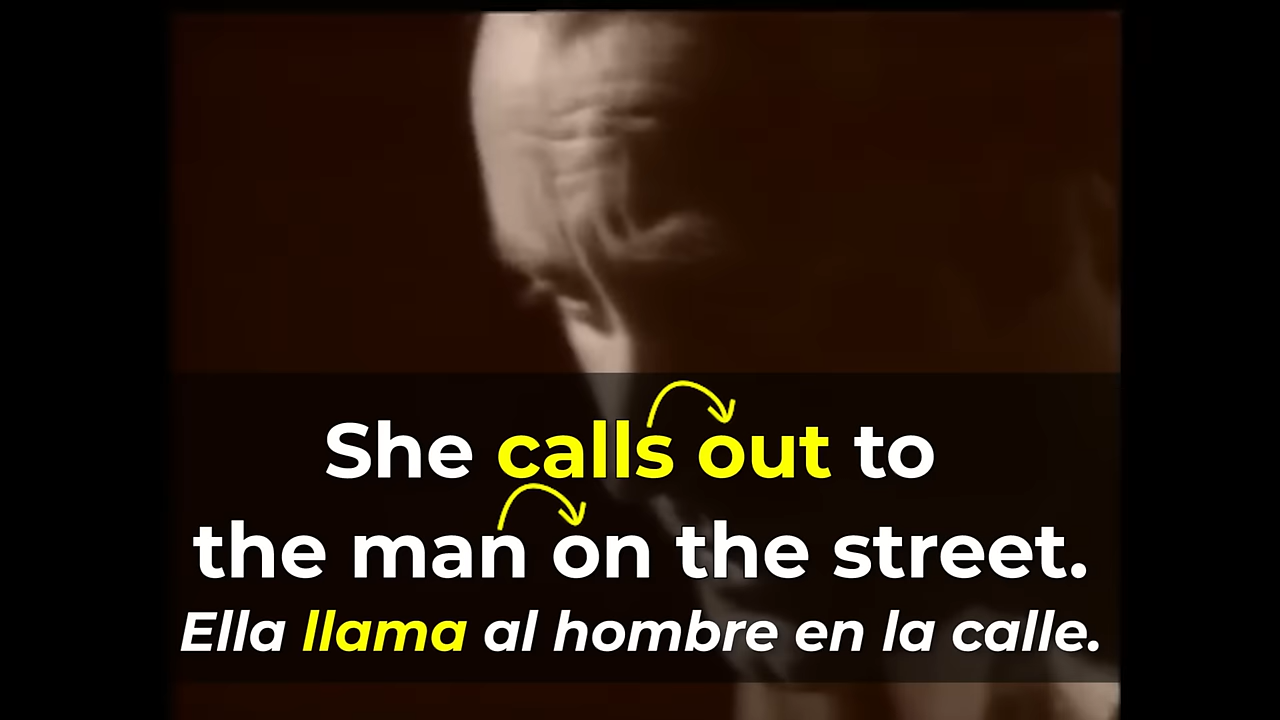 She calls out to
the man on the street.
Ella llama al hombre en la calle.